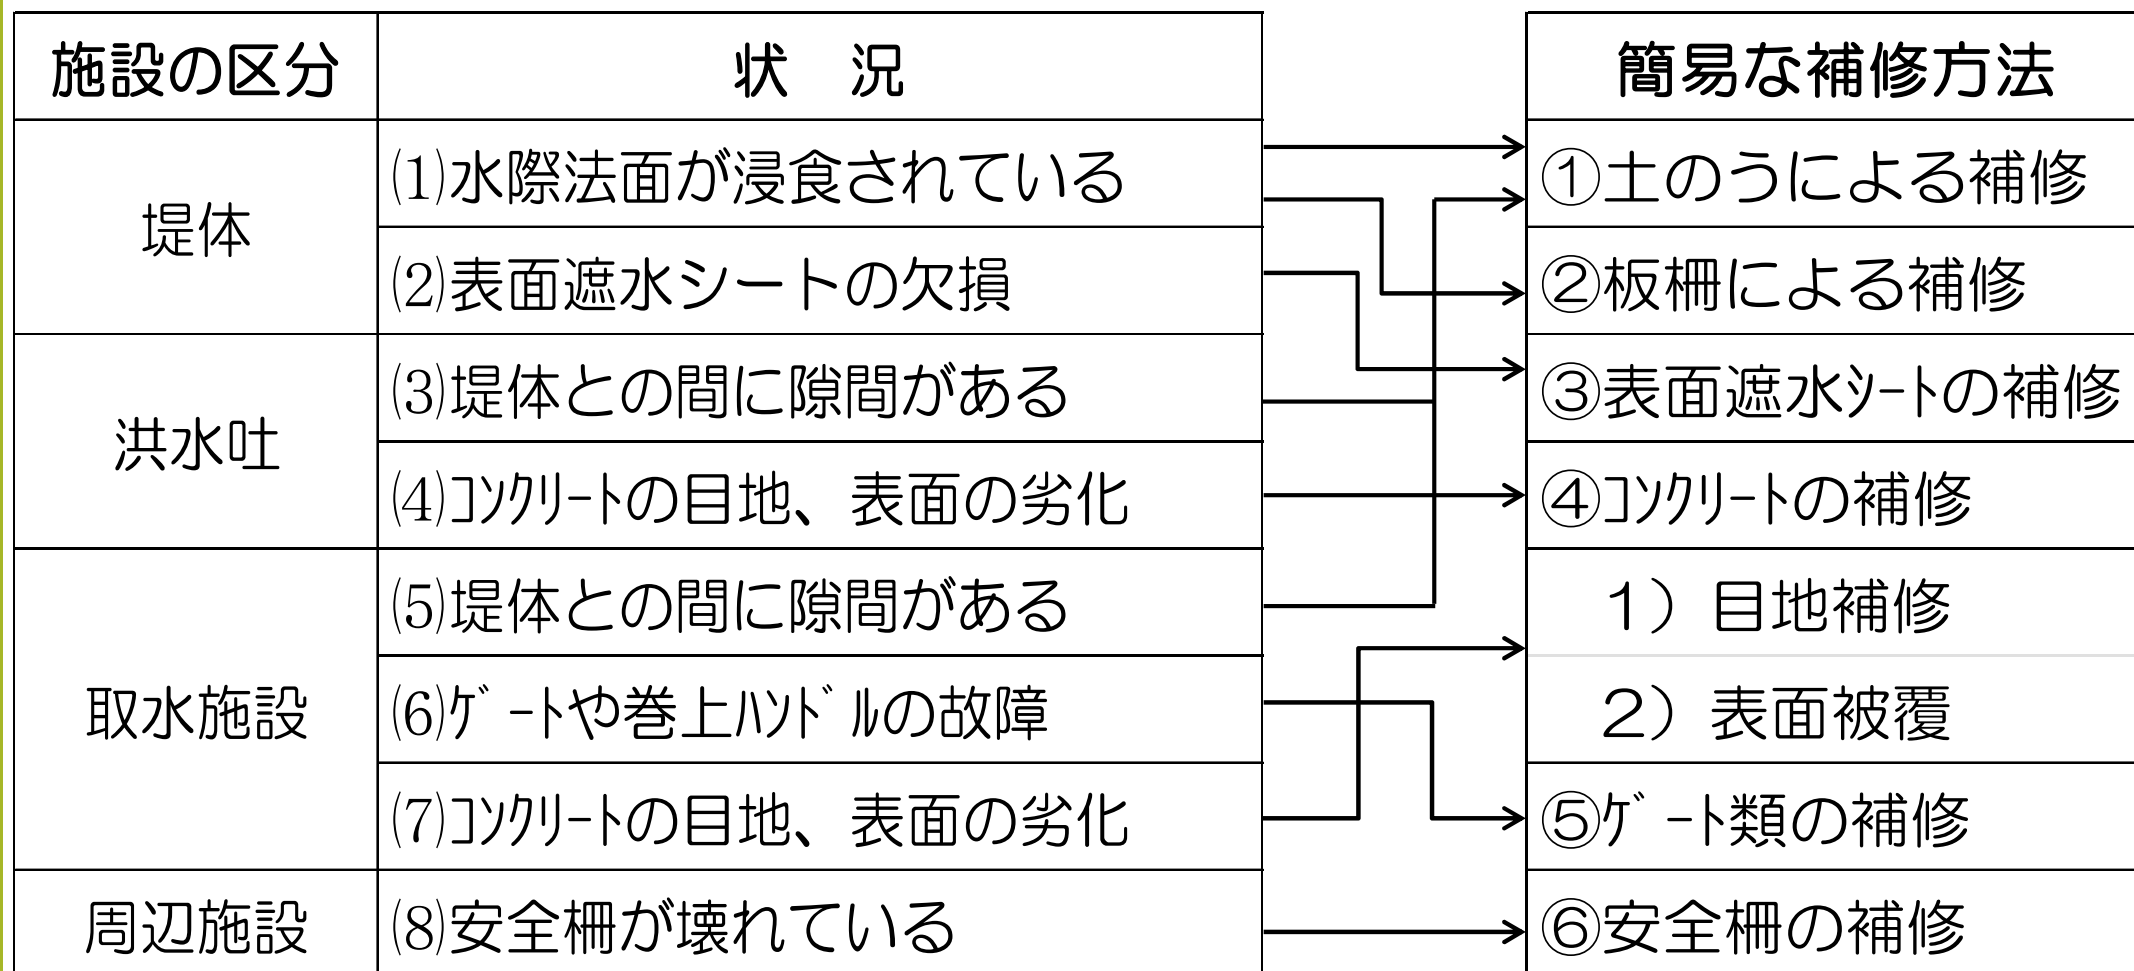 施設の区分
状　況
簡易な補修方法
堤体
⑴水際法面が浸食されている
①土のうによる補修
⑵表面遮水シートの欠損
②板柵による補修
洪水吐
⑶堤体との間に隙間がある
③表面遮水ｼｰﾄの補修
⑷ｺﾝｸﾘｰﾄの目地、表面の劣化
④ｺﾝｸﾘｰﾄの補修
取水施設
⑸堤体との間に隙間がある
１）目地補修
⑹ｹﾞｰﾄや巻上ﾊﾝﾄﾞﾙの故障
２）表面被覆
⑺ｺﾝｸﾘｰﾄの目地、表面の劣化
⑤ｹﾞｰﾄ類の補修
周辺施設
⑻安全柵が壊れている
⑥安全柵の補修